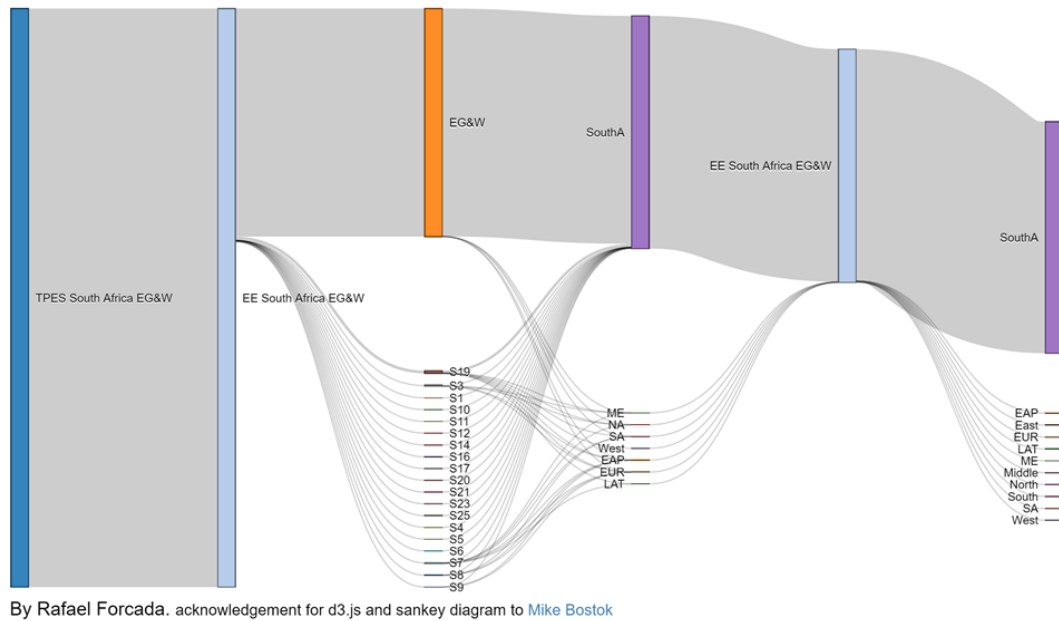 EG&W
SouthA
EE South Africa EG&W
SouthA
TPES South Africa EG&W
EE South Africa EG&W
S19
S3
S1
S10
S11
S12
S14
S16
S17
S20
S21
S23
S25
S4
S5
S6
S7
S8
S9
ME
NA
SA
West
EAP
EUR
LAT
EAP
East
EUR
LAT
ME
Middle
North
South
SA
West
By Rafael Forcada. acknowledgement for d3.js and sankey diagram to Mike Bostok